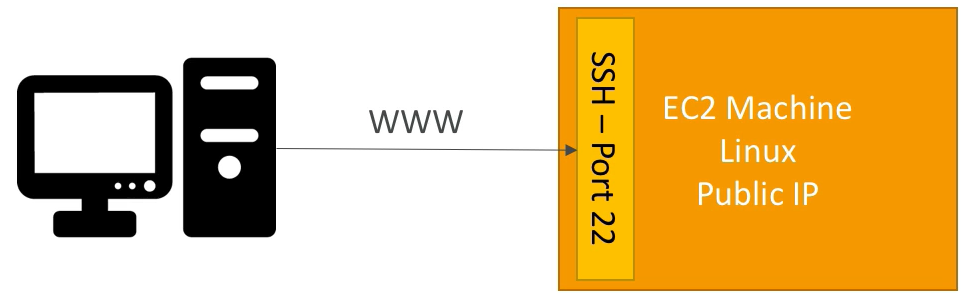 WWW
SSH – Port 22
EC2 Machine
Linux
Public IP